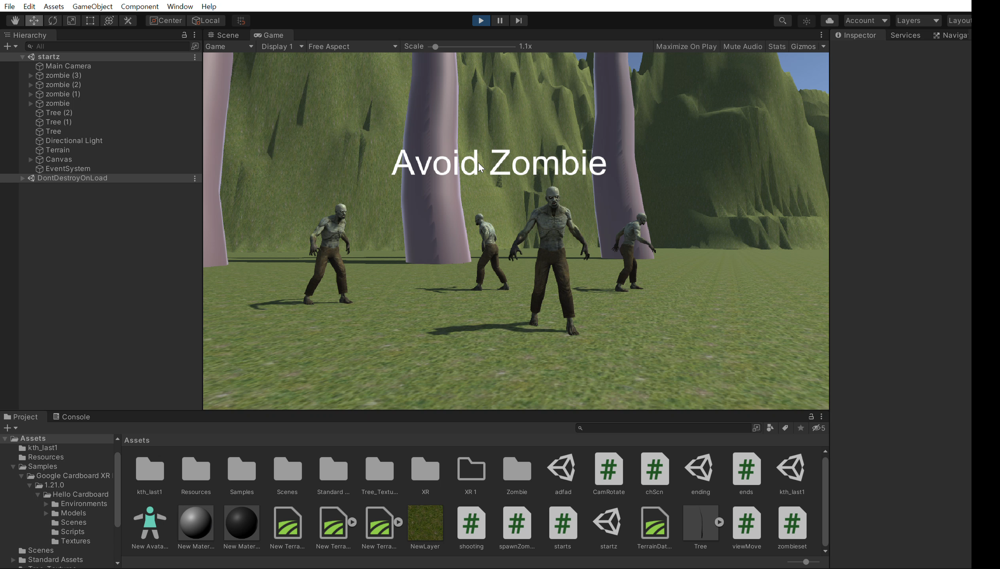 File Edit Assets GameObject Component Window Help
Center Local Account Layers Layou
Hierarchy
All
startz
Main Camera
zombie (3)
zombie (2)
zombie (1)
zombie
Tree (2)
Tree (1)
Tree
Directional Light
Terrain
Canvas
EventSystem
DontDestroyOnLoad
Scene Game
Game Display 1 Free Aspect Scale 1.1x Maximize On Play Mute Audio Stats Gizmos
Avoid Zombie
Inspector Services Naviga
Project Console
5
Assets
kth_last1
Resources
Samples
Google Cardboard XR
1.21.0
Hello Cardboard
Environments
Models
Scenes
Scripts
Textures
Scenes
Standard Assets
Assets
kth_last1 Resources Samples Scenes Standard ... Tree_Textu... XR XR 1 Zombie adfad CamRotate chScn ending ends kth_last1
New Avata... New Mater... New Mater... New Terra... New Terra... New Terra... NewLayer shooting spawnZom... starts startz TerrainDat... Tree viewMove zombieset